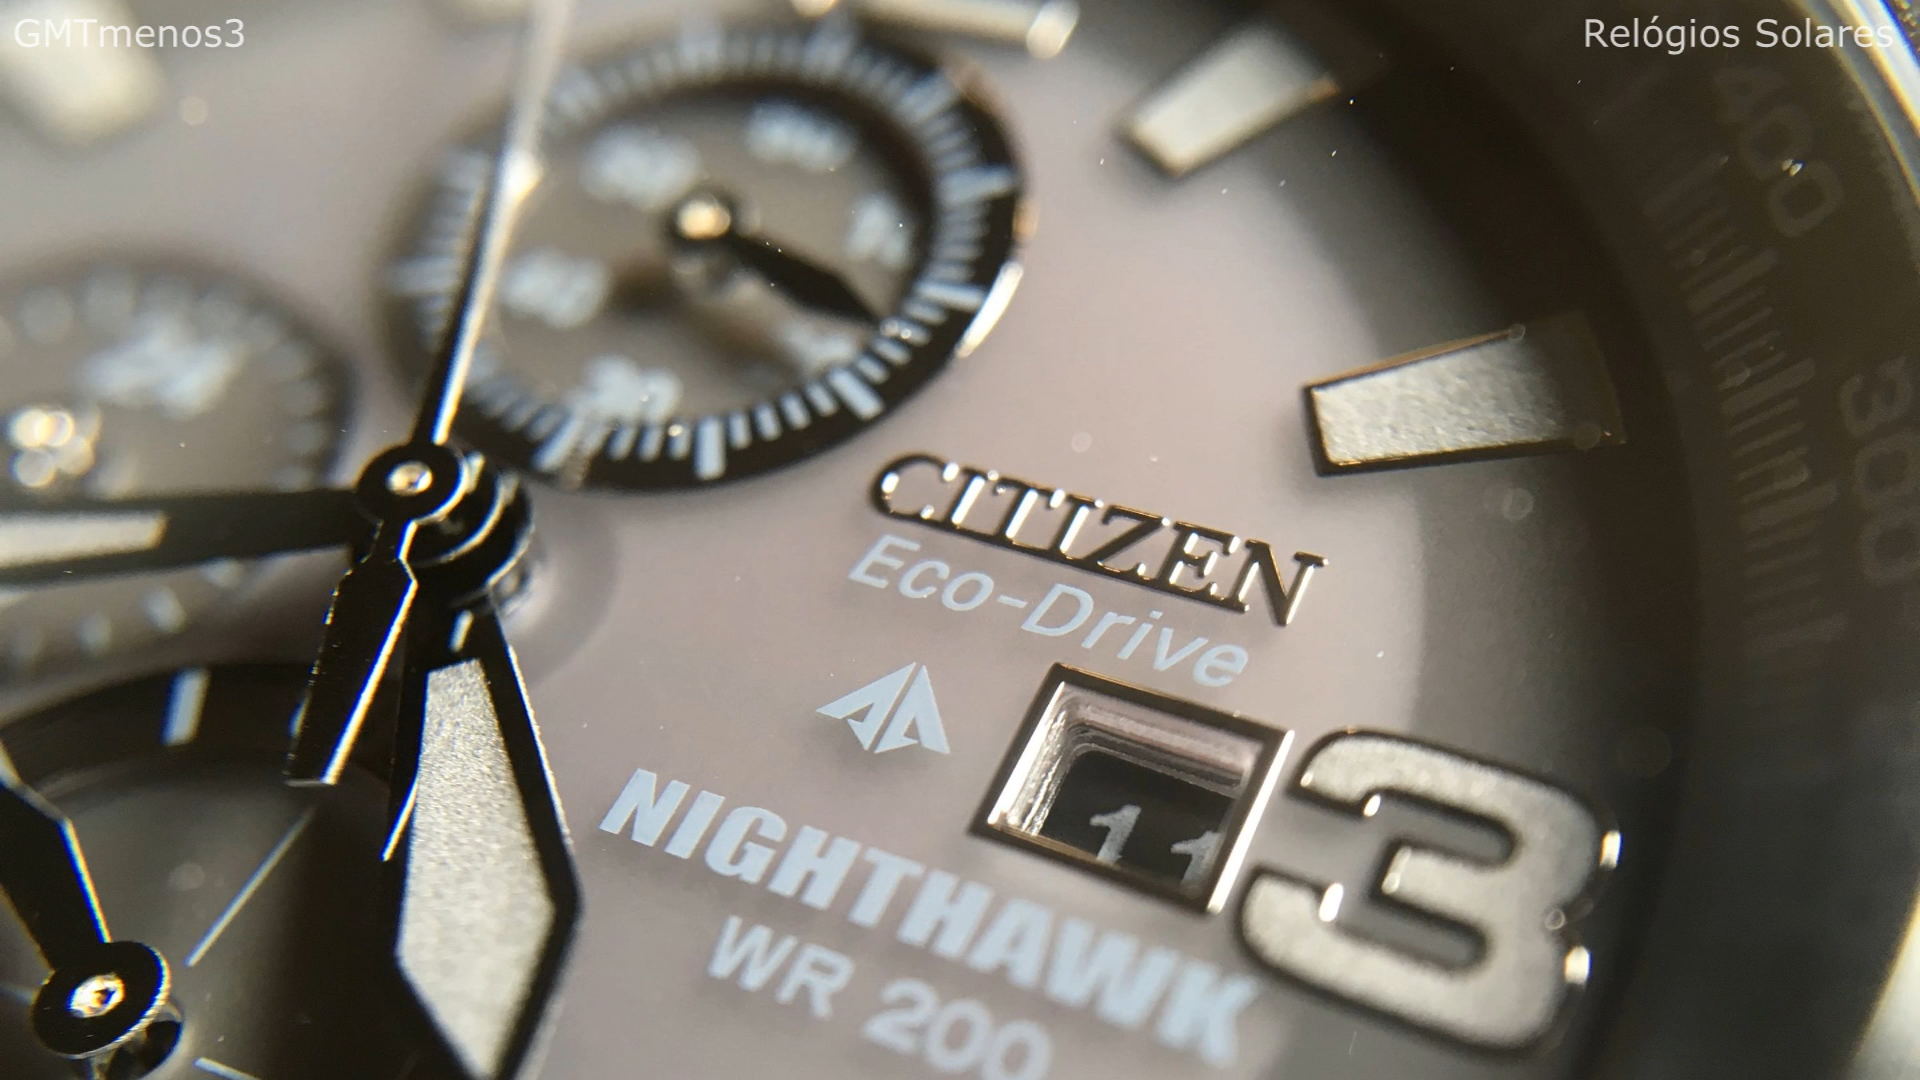 GMTmenos3
Relógios Solares
400
300
CITIZEN
Eco-Drive
11
3
NIGHTHAWK
WR 200